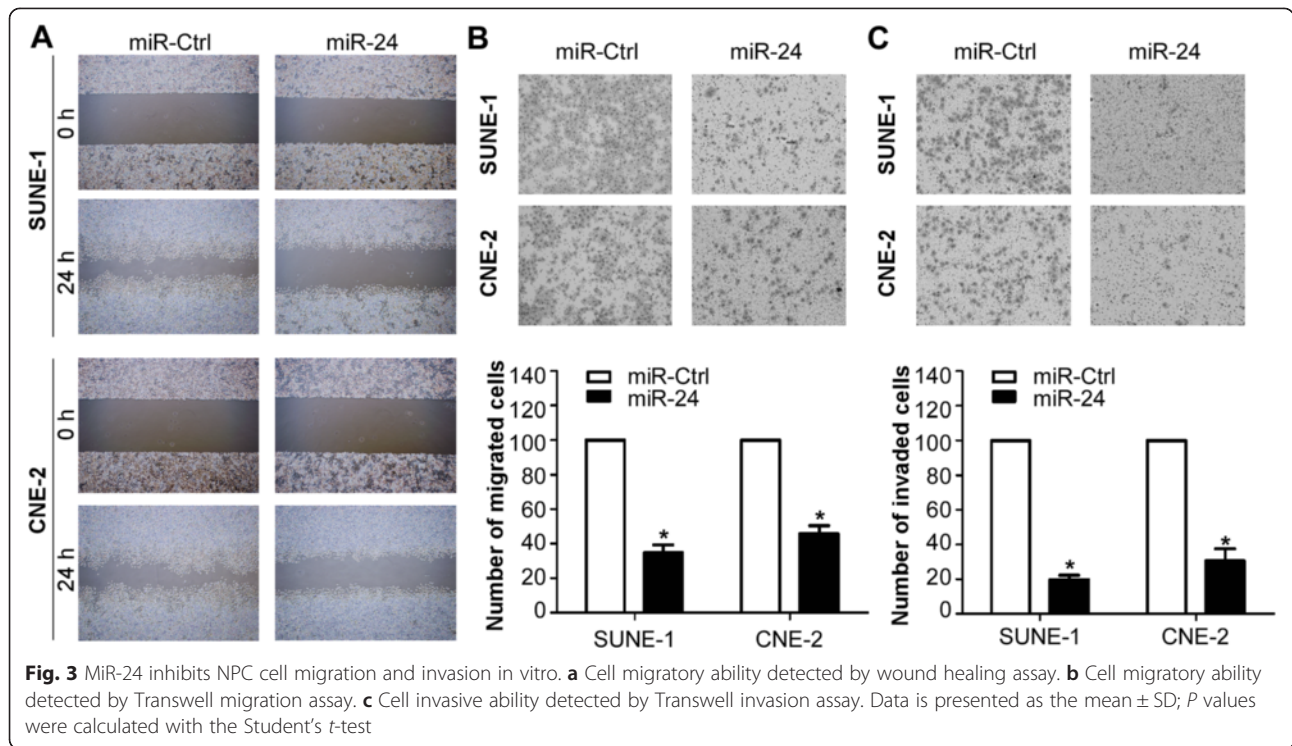 A
miR-Ctrl miR-24
SUNE-1
0 h
24 h
CNE-2
0 h
24 h
B
miR-Ctrl miR-24
SUNE-1
CNE-2
Number of migrated cells
140
120
100
80
60
40
20
0
miR-Ctrl
miR-24
*
*
SUNE-1 CNE-2
C
miR-Ctrl miR-24
SUNE-1
CNE-2
Number of invaded cells
140
120
100
80
60
40
20
0
miR-Ctrl
miR-24
*
*
SUNE-1 CNE-2
Fig. 3 MiR-24 inhibits NPC cell migration and invasion in vitro. a Cell migratory ability detected by wound healing assay. b Cell migratory ability
detected by Transwell migration assay. c Cell invasive ability detected by Transwell invasion assay. Data is presented as the mean ± SD; P values
were calculated with the Student's t-test